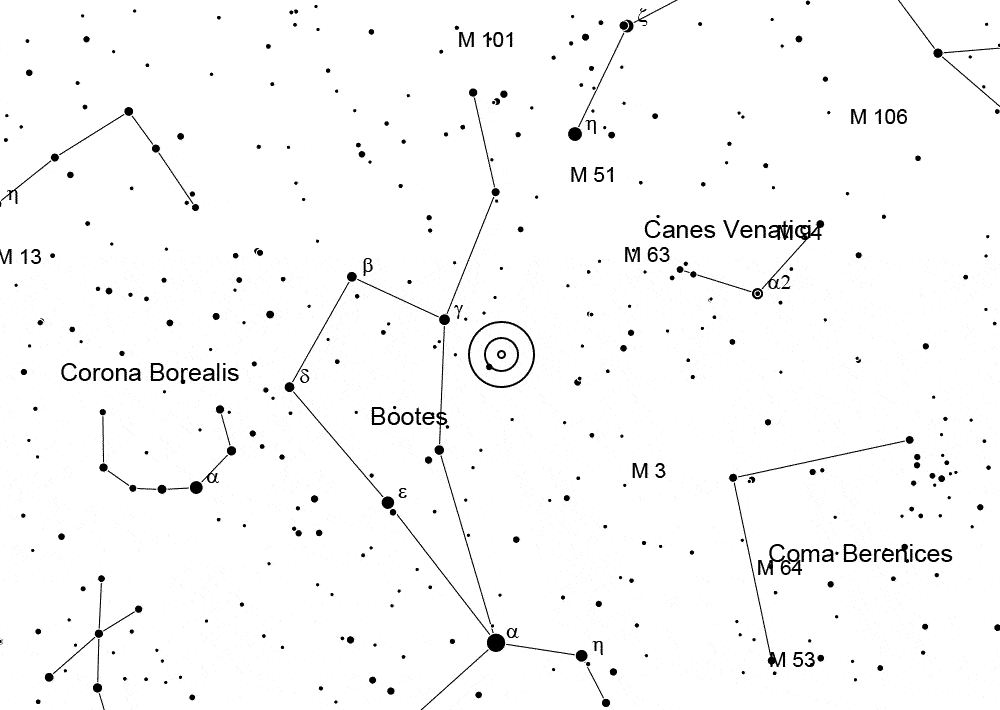 M 101
ζ
η
M 106
M 51
η
Canes Venatici
M 94
M 63
M 13
β
α2
γ
Corona Borealis
δ
Bootes
α
M 3
ε
Coma Berenices
M 64
α
η
M 53